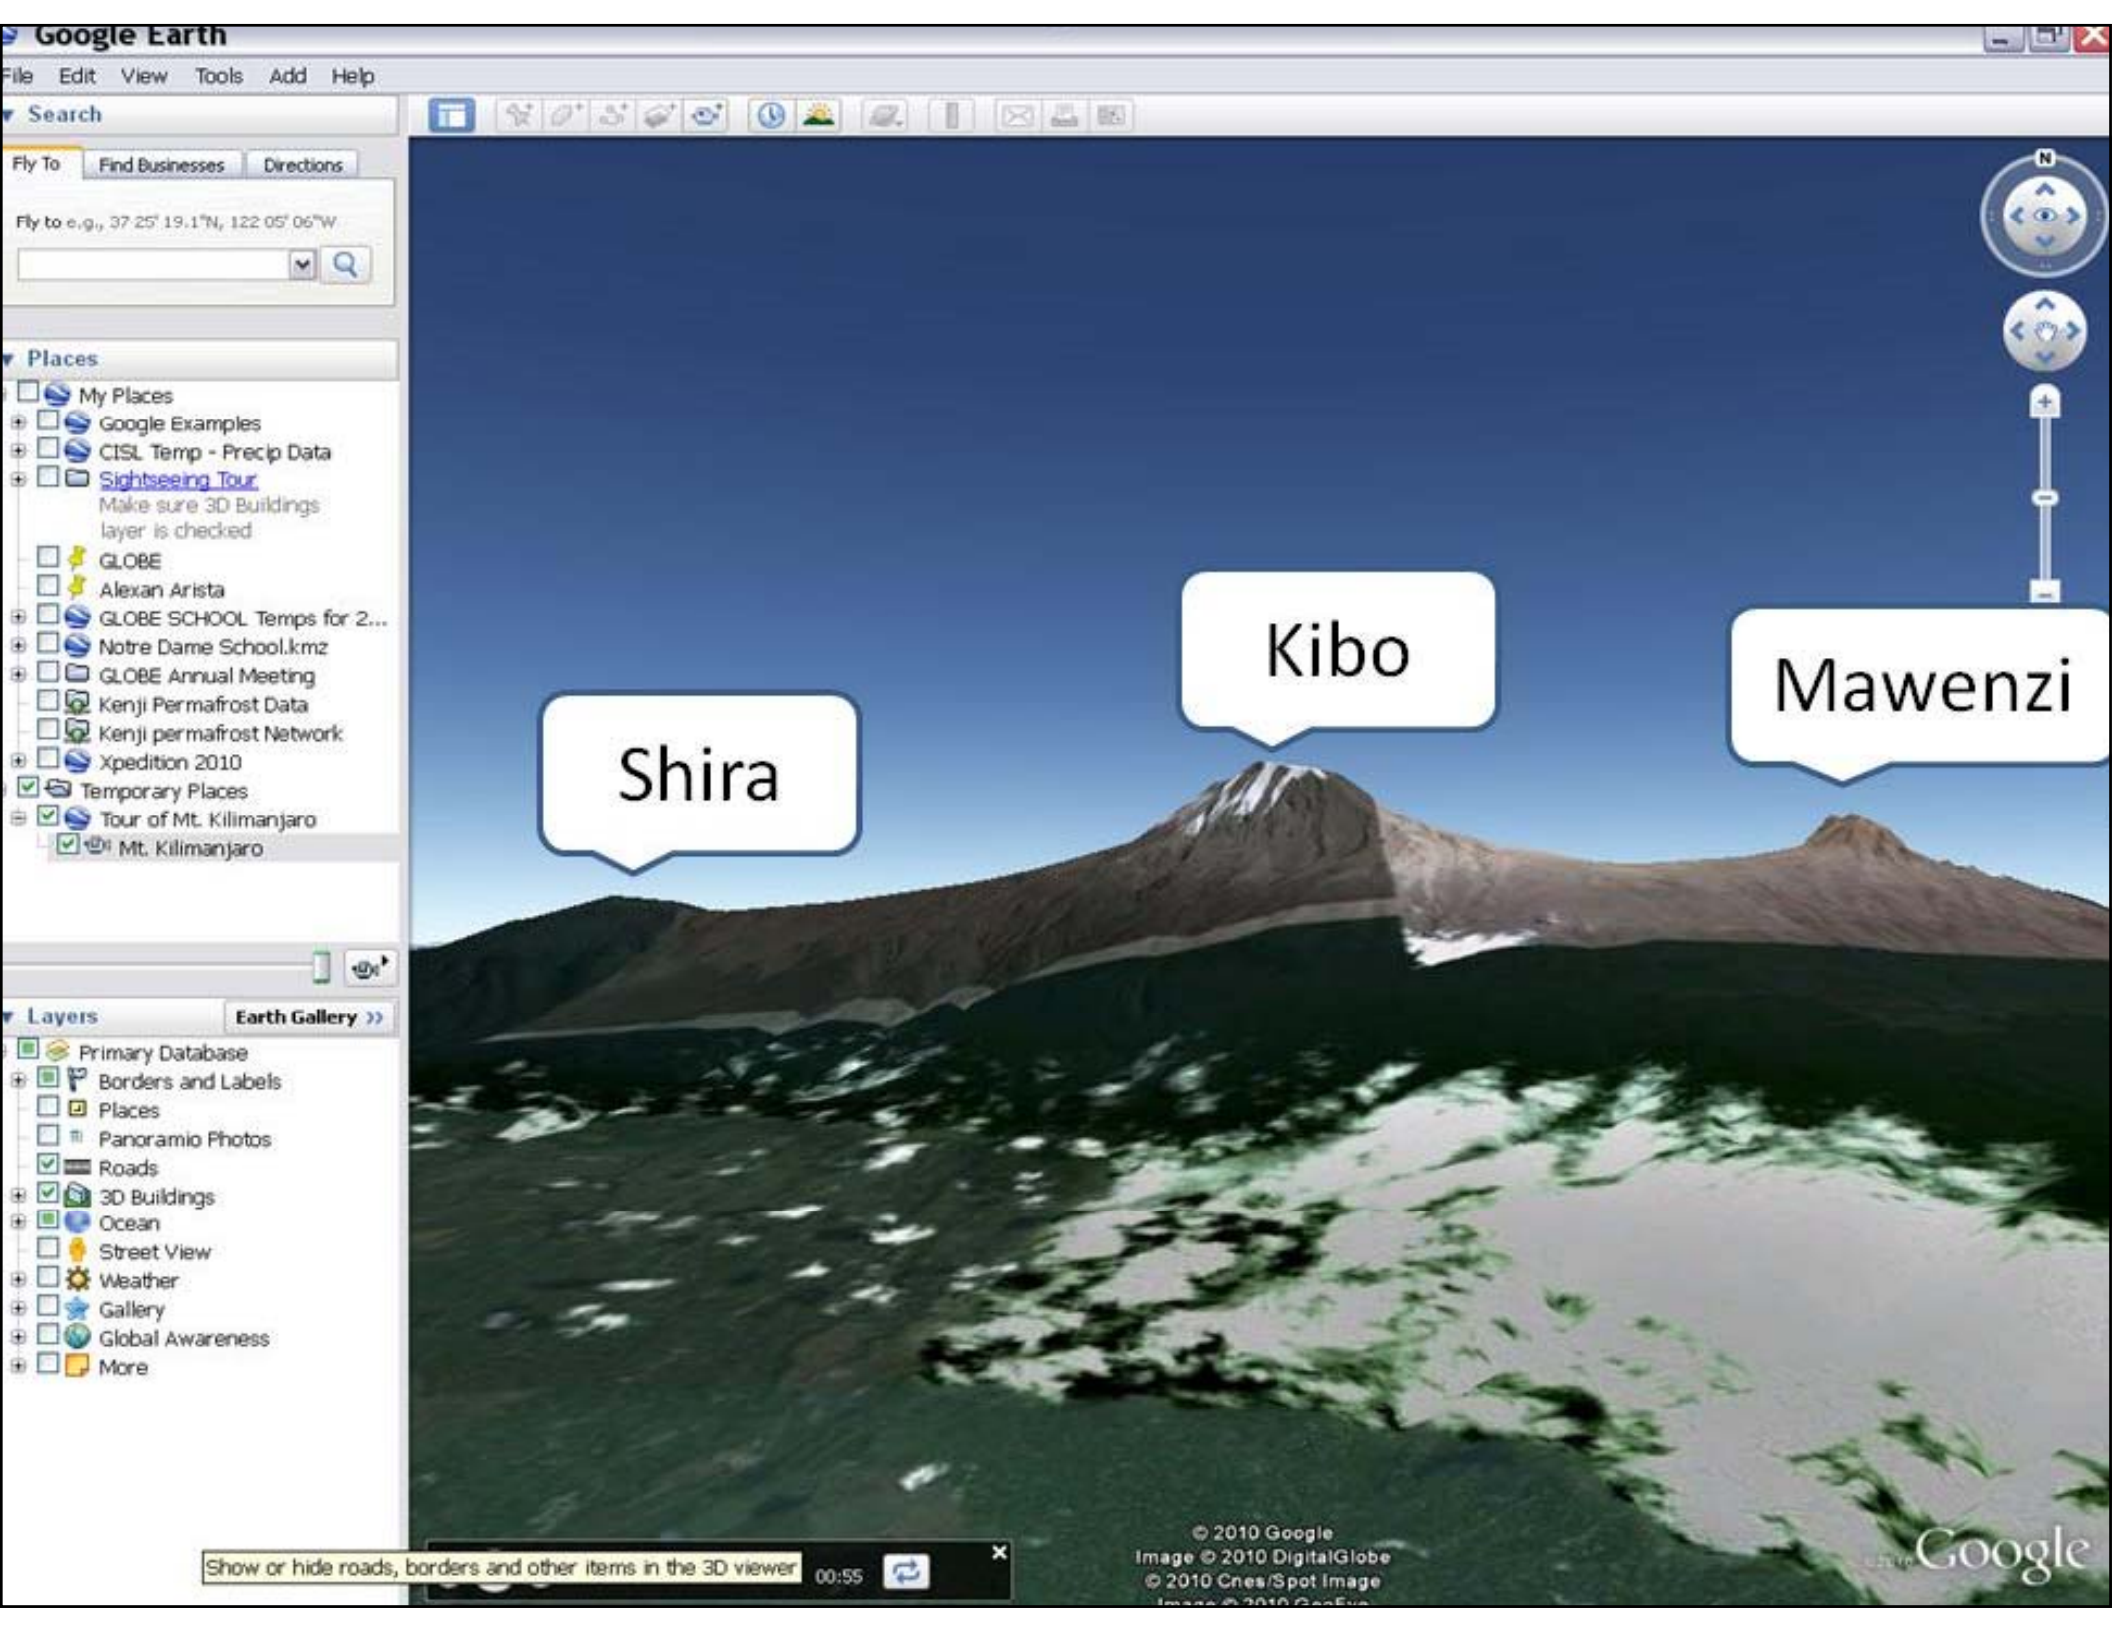 Google Earth
File Edit View Tools Add Help
Search
Fly To Find Businesses Directions
Fly to e.g., 37 25' 19.1"N, 122 05' 06"W
Places
My Places
Google Examples
CISL Temp - Precip Data
Sightseeing Tour
Make sure 3D Buildings
layer is checked
GLOBE
Alexan Arista
GLOBE SCHOOL Temps for 2...
Notre Dame School.kmz
GLOBE Annual Meeting
Kenji Permafrost Data
Kenji permafrost Network
Xpedition 2010
Temporary Places
Tour of Mt. Kilimanjaro
Mt. Kilimanjaro
Layers Earth Gallery >>
Primary Database
Borders and Labels
Places
Panoramio Photos
Roads
3D Buildings
Ocean
Street View
Weather
Gallery
Global Awareness
More
Show or hide roads, borders and other items in the 3D viewer
00:55
N
Shira
Kibo
Mawenzi
© 2010 Google
Image © 2010 DigitalGlobe
© 2010 Cnes/Spot Image
Image © 2010 GeoEye
Google